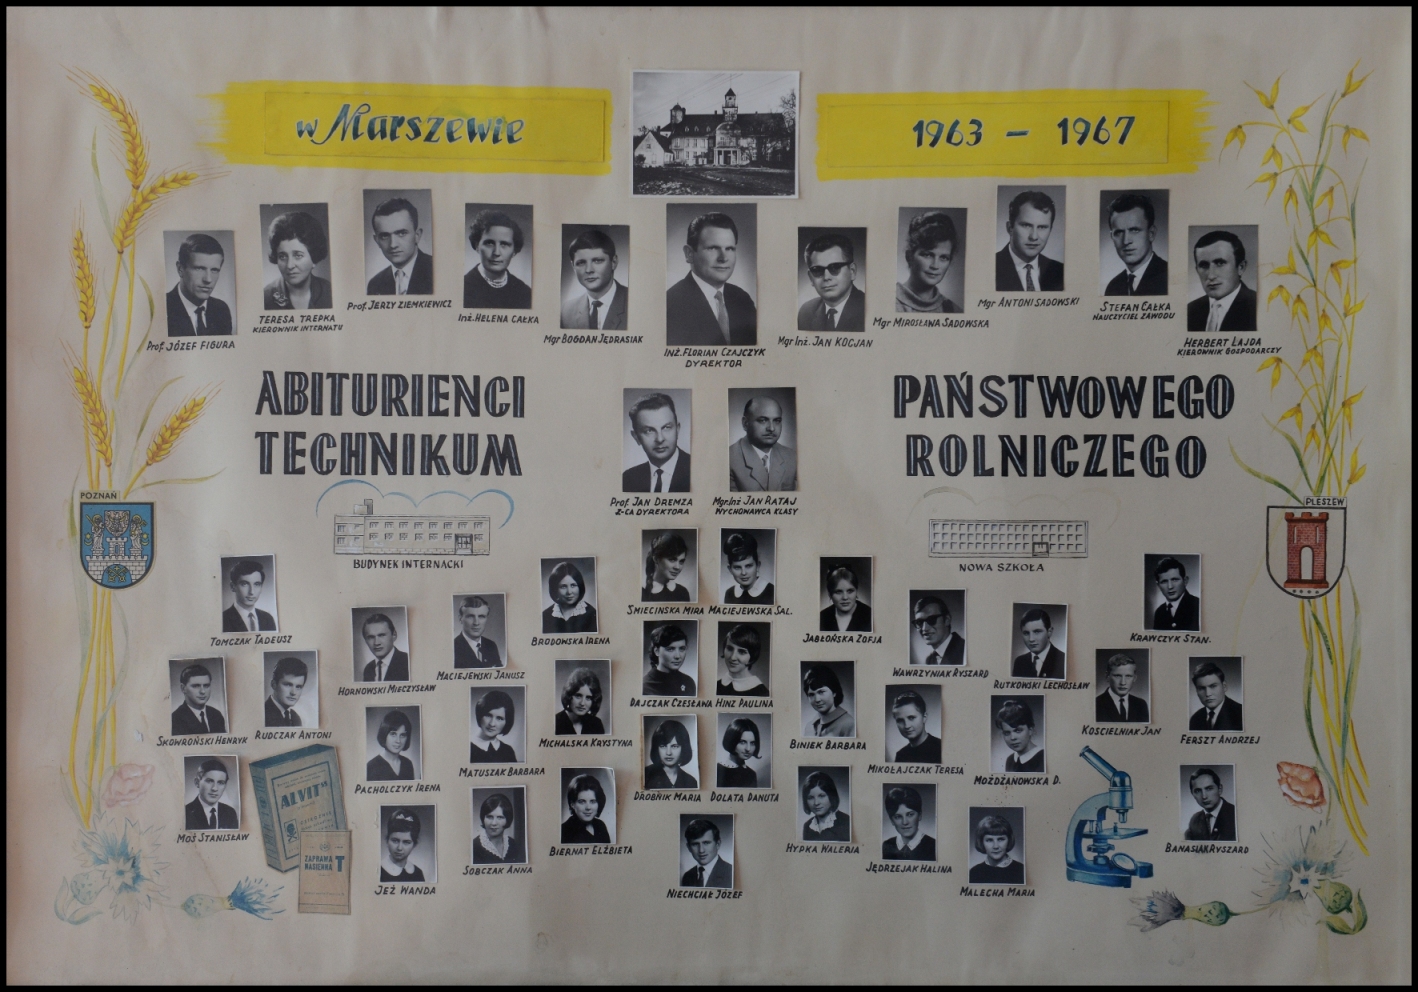 w Marszewie
1963 – 1967
Prof. JÓZEF FIGURA
TERESA TREPKA
KIEROWNIK INTERNATU
Prof. JERZY ZIEMKIEWICZ
Inż. HELENA CAŁKA
Mgr BOGDAN JĘDRASIAK
INŻ. FLORIAN CZAJCZYK
DYREKTOR
Mgr Inż. JAN KOCJAN
Mgr MIROSŁAWA SADOWSKA
Mgr ANTONI SADOWSKI
STEFAN CAŁKA
NAUCZYCIEL ZAWODU
HERBERT LAJDA
KIEROWNIK GOSPODARCZY
ABITURIENCI PAŃSTWOWEGO
TECHNIKUM ROLNICZEGO
Prof. JAN DREMZA
Z-CA DYREKTORA
Mgr.Inż JAN RATAJ
WYCHOWAWCA KLASY
POZNAŃ
PLESZEW
BUDYNEK INTERNACKI
NOWA SZKOŁA
TOMCZAK TADEUSZ
HORNOWSKI MIECZYSŁAW
MACIEJEWSKI JANUSZ
BRODOWSKA IRENA
SMIECINSKA MIRA
MACIEJEWSKA SAL.
JABŁOŃSKA ZOFJA
WAWRZYNIAK RYSZARD
RUTKOWSKI LECHOSŁAW
KRAWCZYK STAN.
SKOWROŃSKI HENRYK
RUDCZAK ANTONI
PACHOLCZYK IRENA
MATUSZAK BARBARA
MICHALSKA KRYSTYNA
DAJCZAK CZESŁAWA
HINZ PAULINA
BINIEK BARBARA
MIKOŁAJCZAK TERESA
MOŻDŻANOWSKA D.
KOSCIELNIAK JAN
FERSZT ANDRZEJ
MOŚ STANISŁAW
ZAPRAWA
NASIENNA T
JEŻ WANDA
SOBCZAK ANNA
BIERNAT ELŻBIETA
DROBNIK MARIA
DOLATA DANUTA
NIECHCIAŁ JÓZEF
HYPKA WALERIA
JĘDRZEJAK HALINA
MALECHA MARIA
BANASIAK RYSZARD